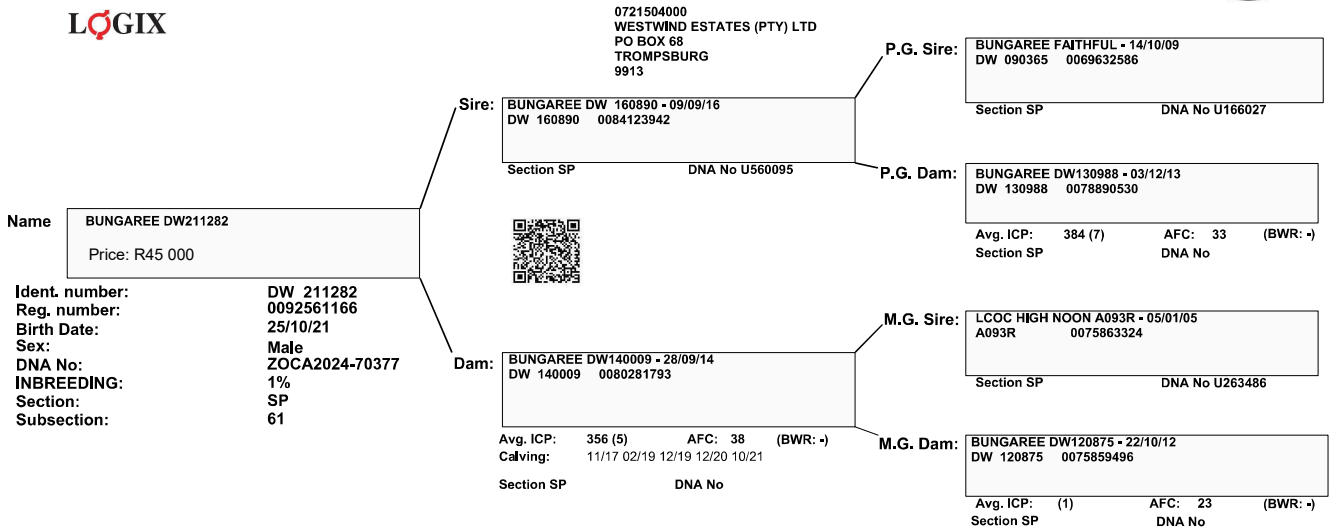 LOGIX
0721504000
WESTWIND ESTATES (PTY) LTD
PO BOX 68
TROMPSBURG
9913
Name
BUNGAREE DW211282
Price: R45 000
Ident. number: DW 211282
Reg. number: 0092561166
Birth Date: 25/10/21
Sex: Male
DNA No: ZOCA2024-70377
INBREEDING: 1%
Section: SP
Subsection: 61
Sire:
BUNGAREE DW 160890 - 09/09/16
DW 160890 0084123942
Section SP DNA No U560095
Dam:
BUNGAREE DW140009 - 28/09/14
DW 140009 0080281793
Avg. ICP: 356 (5) AFC: 38 (BWR: -)
Calving: 11/17 02/19 12/19 12/20 10/21
Section SP DNA No
P.G. Sire:
BUNGAREE FAITHFUL - 14/10/09
DW 090365 0069632586
Section SP DNA No U166027
P.G. Dam:
BUNGAREE DW130988 - 03/12/13
DW 130988 0078890530
Avg. ICP: 384 (7) AFC: 33 (BWR: -)
Section SP DNA No
M.G. Sire:
LCOC HIGH NOON A093R - 05/01/05
A093R 0075863324
Section SP DNA No U263486
M.G. Dam:
BUNGAREE DW120875 - 22/10/12
DW 120875 0075859496
Avg. ICP: (1) AFC: 23 (BWR: -)
Section SP DNA No